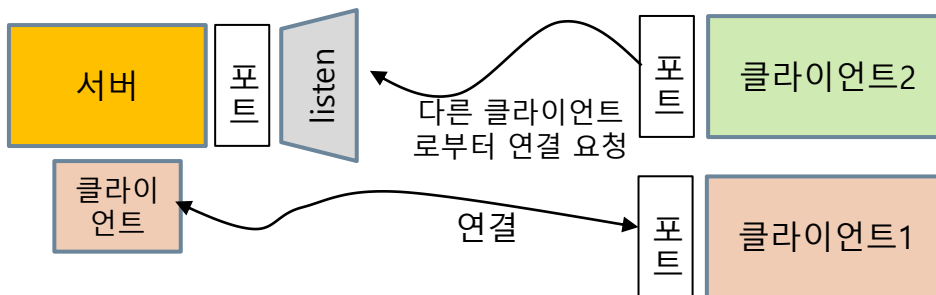 서버
포
트
listen
다른 클라이언트
로부터 연결 요청
포
트
클라이언트2
클라이
언트
연결
포
트
클라이언트1